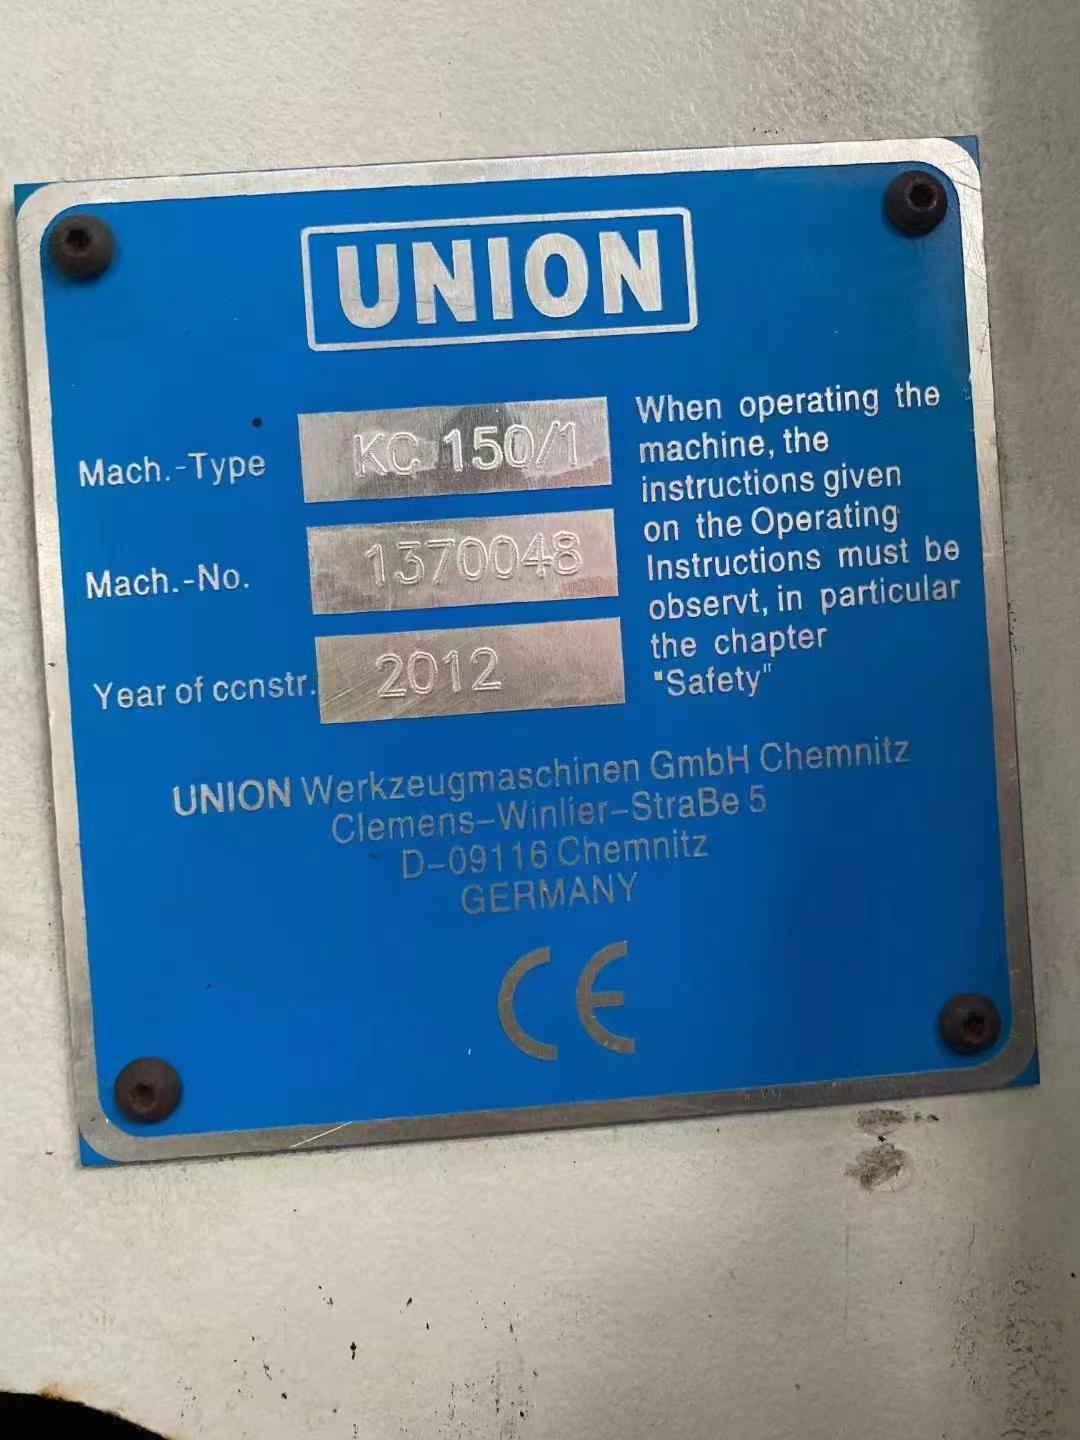 UNION
Mach.-Type KC 150/1
Mach.-No. 1370048
Year of ccnstr. 2012
When operating the
machine, the
instructions given
on the Operating
Instructions must be
observt, in particular
the chapter
"Safety"
UNION Werkzeugmaschinen GmbH Chemnitz
Clemens-Winlier-StraBe 5
D-09116 Chemnitz
GERMANY
CE